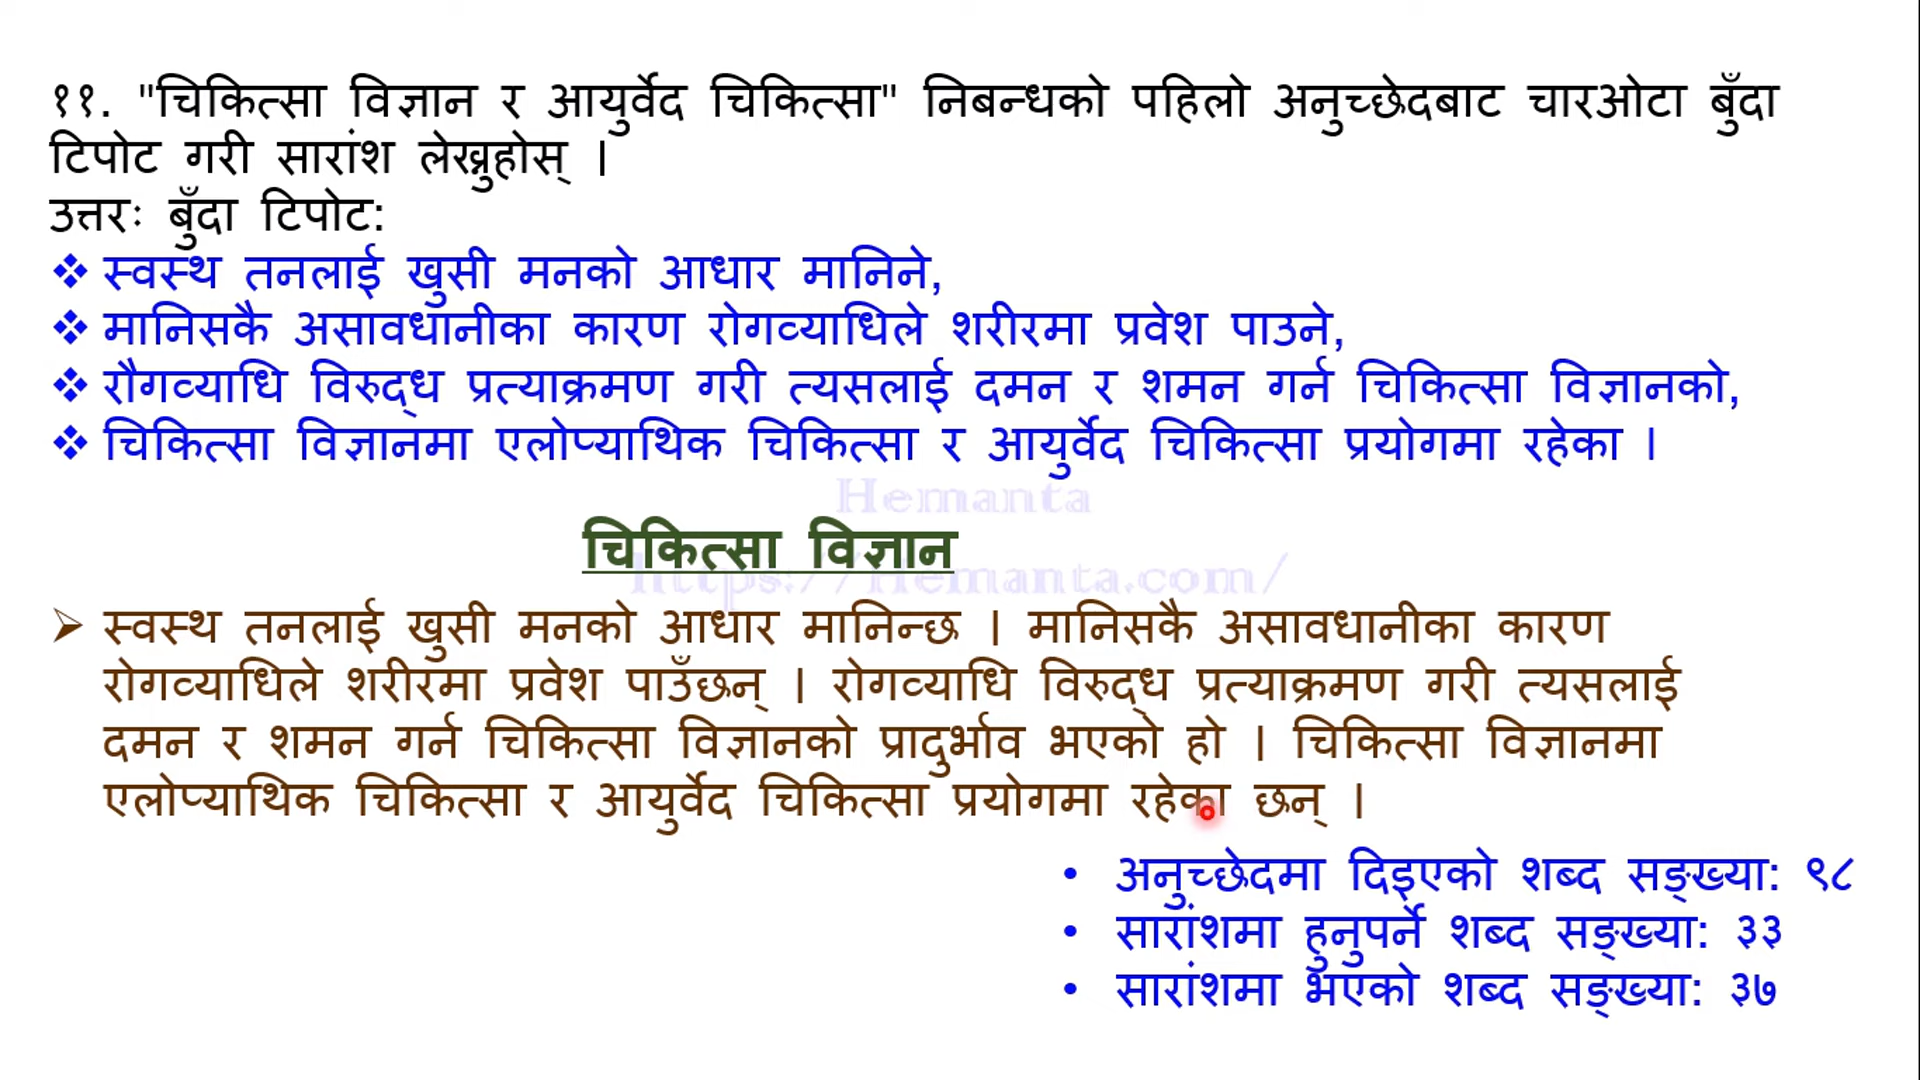 ११. "चिकित्सा विज्ञान र आयुर्वेद चिकित्सा" निबन्धको पहिलो अनुच्छेदबाट चारओटा बुँदा
टिपोट गरी सारांश लेख्नुहोस् ।
उत्तरः बुँदा टिपोट:
❖ स्वस्थ तनलाई खुसी मनको आधार मानिने,
❖ मानिसकै असावधानीका कारण रोगव्याधिले शरीरमा प्रवेश पाउने,
❖ रौगव्याधि विरुद्ध प्रत्याक्रमण गरी त्यसलाई दमन र शमन गर्न चिकित्सा विज्ञानको,
❖ चिकित्सा विज्ञानमा एलोप्याथिक चिकित्सा र आयुर्वेद चिकित्सा प्रयोगमा रहेका ।
Hemanta
चिकित्सा विज्ञान
https://Hemanta.com/
➢ स्वस्थ तनलाई खुसी मनको आधार मानिन्छ । मानिसकै असावधानीका कारण
रोगव्याधिले शरीरमा प्रवेश पाउँछन् । रोगव्याधि विरुद्ध प्रत्याक्रमण गरी त्यसलाई
दमन र शमन गर्न चिकित्सा विज्ञानको प्रादुर्भाव भएको हो । चिकित्सा विज्ञानमा
एलोप्याथिक चिकित्सा र आयुर्वेद चिकित्सा प्रयोगमा रहेका छन् ।
• अनुच्छेदमा दिइएको शब्द सङ्ख्या: ९८
• सारांशमा हुनुपर्ने शब्द सङ्ख्या: ३३
• सारांशमा भएको शब्द सङ्ख्या: ३७